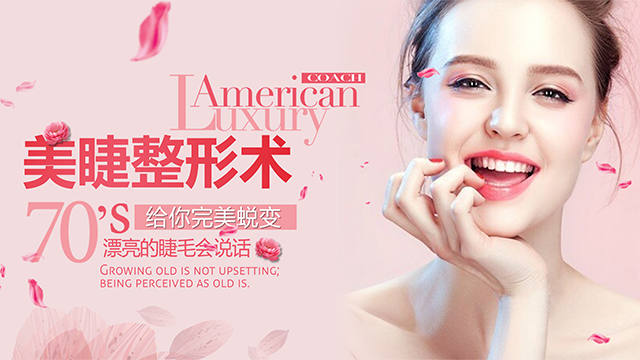 COACH
American
Luxury
美睫整形术
70'S 给你完美蜕变
漂亮的睫毛会说话
GROWING OLD IS NOT UPSETTING;
BEING PERCEIVED AS OLD IS.